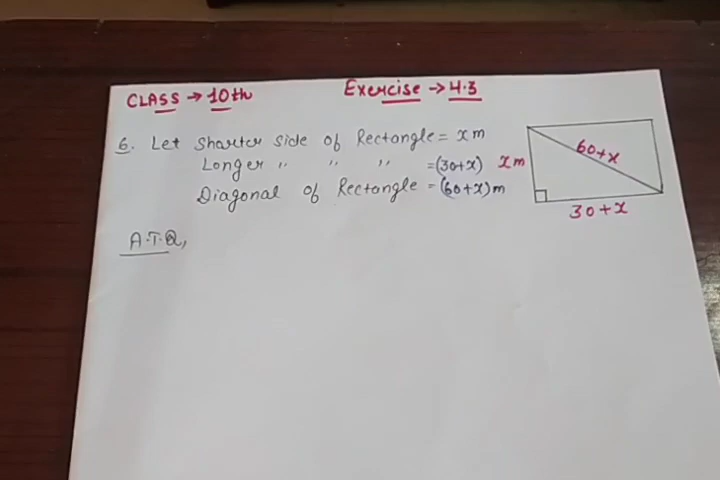 CLASS → 10th Exercise → 4.3
6. Let Shorter side of Rectangle = x m
Longer " " " = (30+x)
Diagonal of Rectangle = (60+x)m
60+x
x m
30+x
A.T.Q,